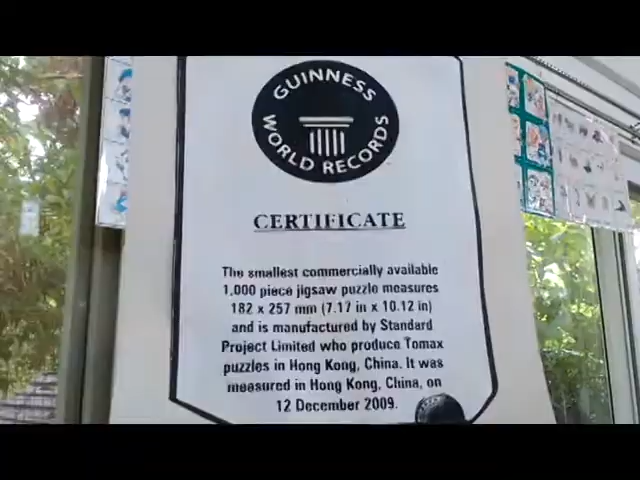 GUINNESS
WORLD RECORDS
CERTIFICATE
The smallest commercially available
1,000 piece jigsaw puzzle measures
182 x 257 mm (7.17 in x 10.12 in)
and is manufactured by Standard
Project Limited who produce Tomax
puzzles in Hong Kong, China. It was
measured in Hong Kong, China, on
12 December 2009.